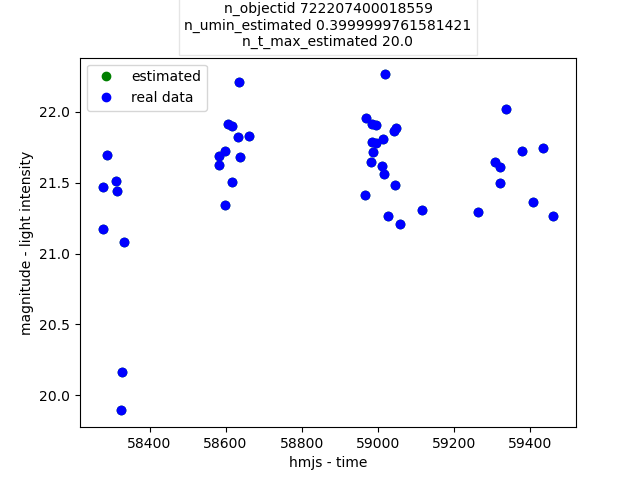 n_objectid 722207400018559
n_umin_estimated 0.3999999761581421
n_t_max_estimated 20.0
estimated
real data
22.0
21.5
21.0
20.5
20.0
magnitude - light intensity
58400 58600 58800 59000 59200 59400
hmjs - time